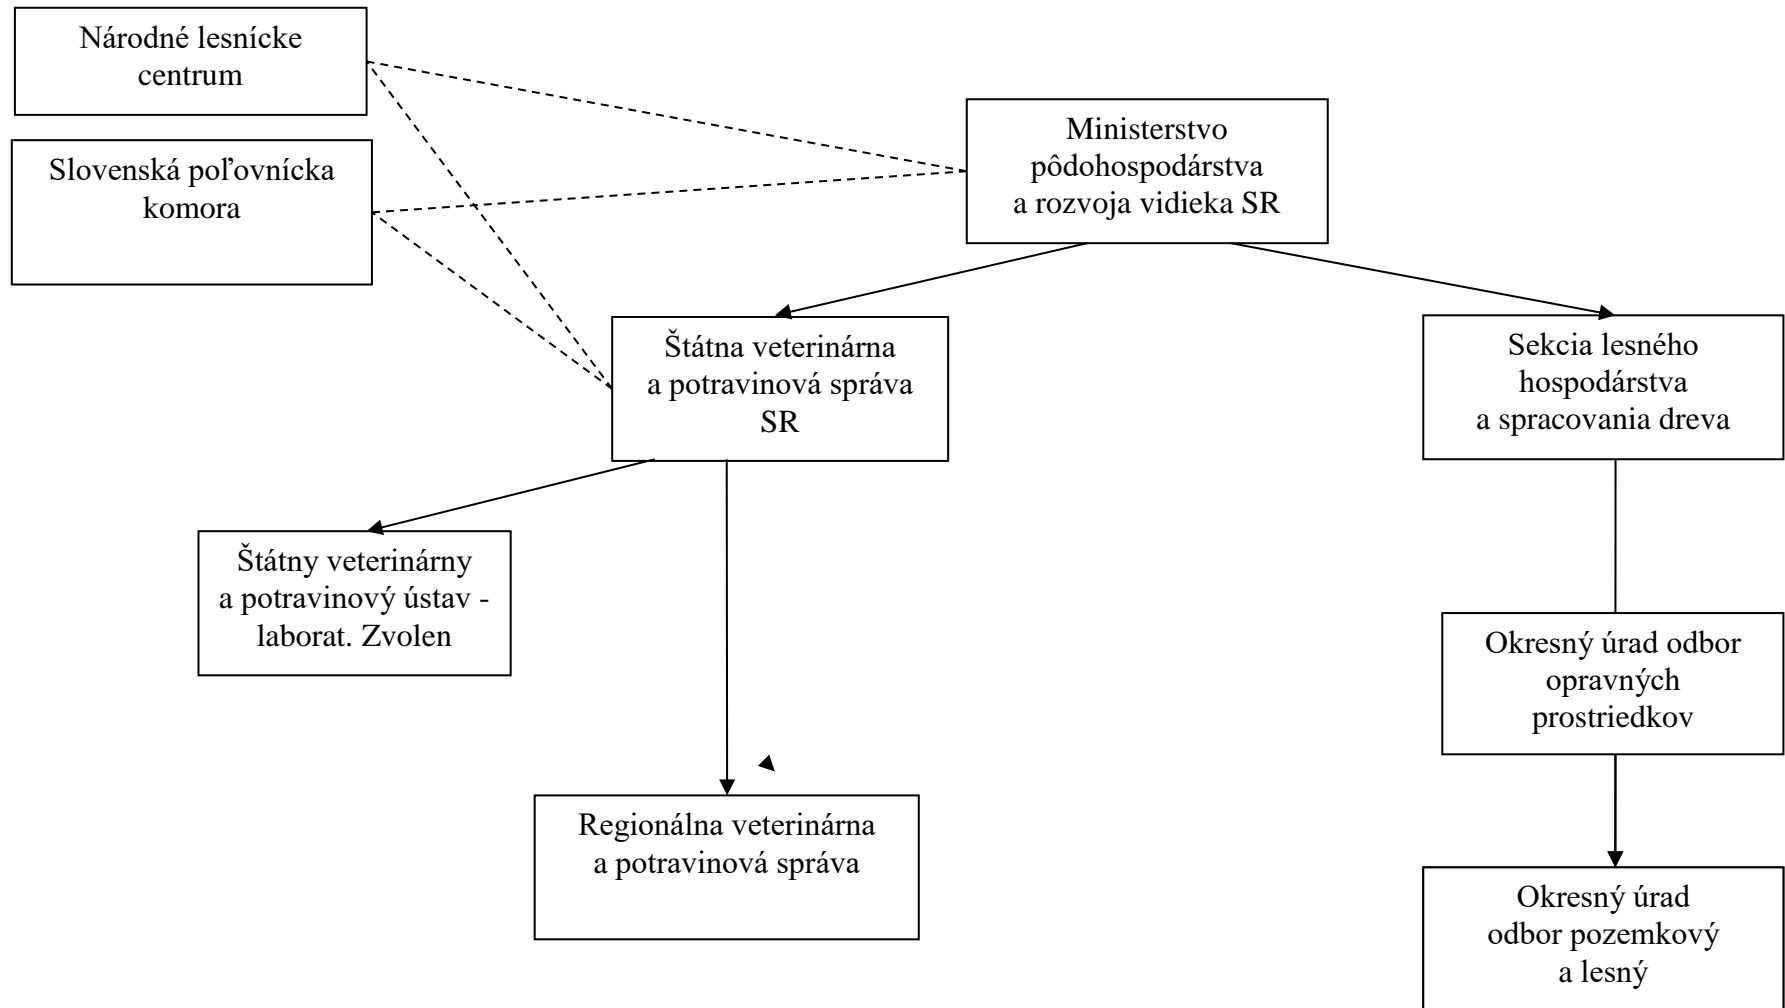 Národné lesnícke
centrum
Slovenská poľovnícka
komora
Ministerstvo
pôdohospodárstva
a rozvoja vidieka SR
Štátna veterinárna
a potravinová správa
SR
Sekcia lesného
hospodárstva
a spracovania dreva
Štátny veterinárny
a potravinový ústav -
laborat. Zvolen
Okresný úrad odbor
opravných
prostriedkov
Regionálna veterinárna
a potravinová správa
Okresný úrad
odbor pozemkový
a lesný